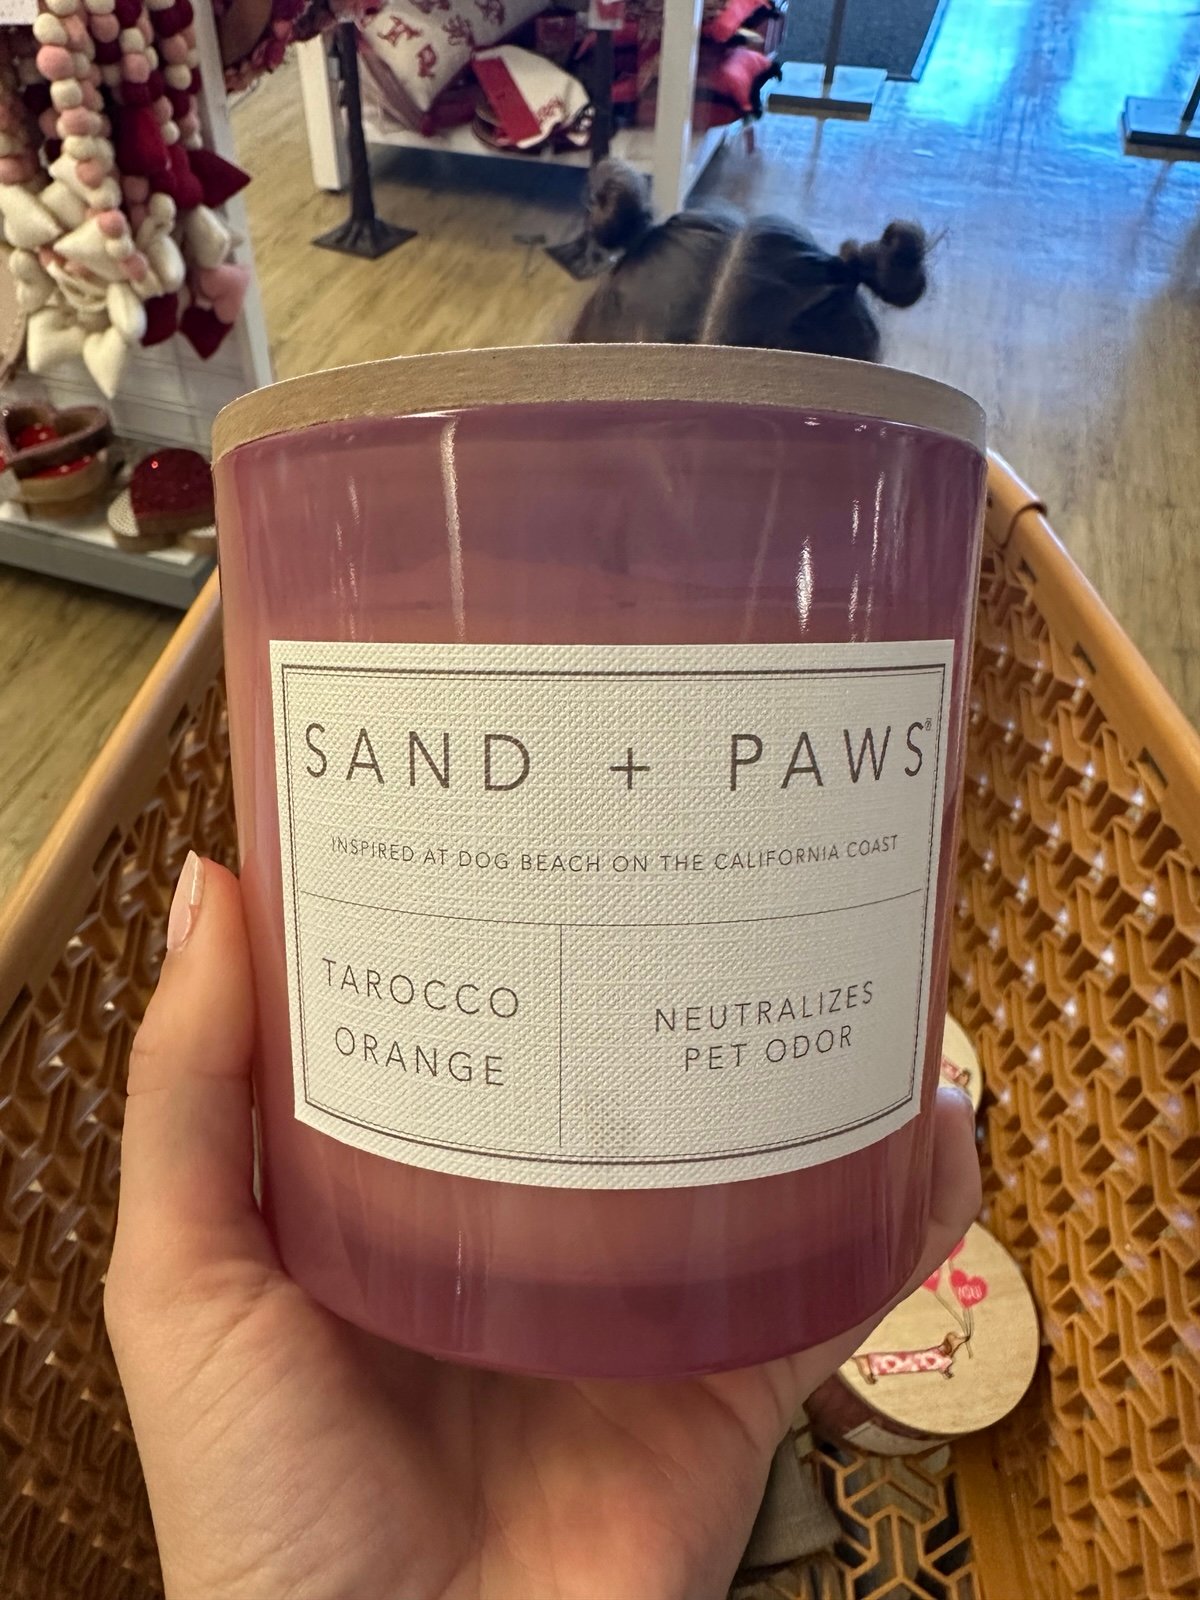 SAND + PAWS®
INSPIRED AT DOG BEACH ON THE CALIFORNIA COAST
TAROCCO
ORANGE
NEUTRALIZES
PET ODOR